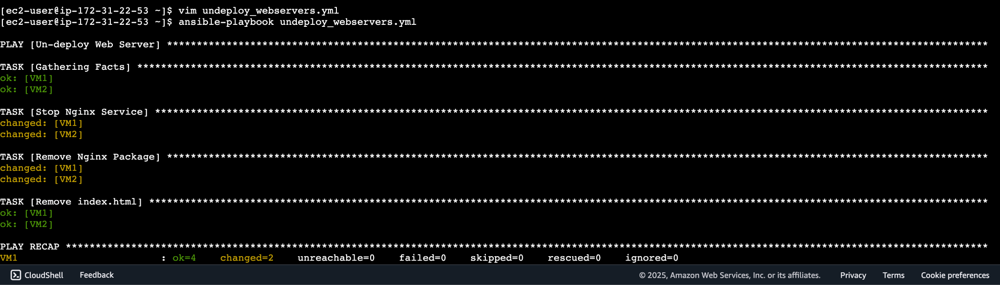 [ec2-user@ip-172-31-22-53 ~]$ vim undeploy_webservers.yml
[ec2-user@ip-172-31-22-53 ~]$ ansible-playbook undeploy_webservers.yml
PLAY [Un-deploy Web Server] ******************************************************************************************************************************************
TASK [Gathering Facts] ***********************************************************************************************************************************************
ok: [VM1]
ok: [VM2]
TASK [Stop Nginx Service] ********************************************************************************************************************************************
changed: [VM1]
changed: [VM2]
TASK [Remove Nginx Package] ******************************************************************************************************************************************
changed: [VM1]
changed: [VM2]
TASK [Remove index.html] *********************************************************************************************************************************************
ok: [VM1]
ok: [VM2]
PLAY RECAP ***********************************************************************************************************************************************************
VM1                        : ok=4    changed=2    unreachable=0    failed=0    skipped=0    rescued=0    ignored=0
CloudShell Feedback © 2025, Amazon Web Services, Inc. or its affiliates. Privacy Terms Cookie preferences